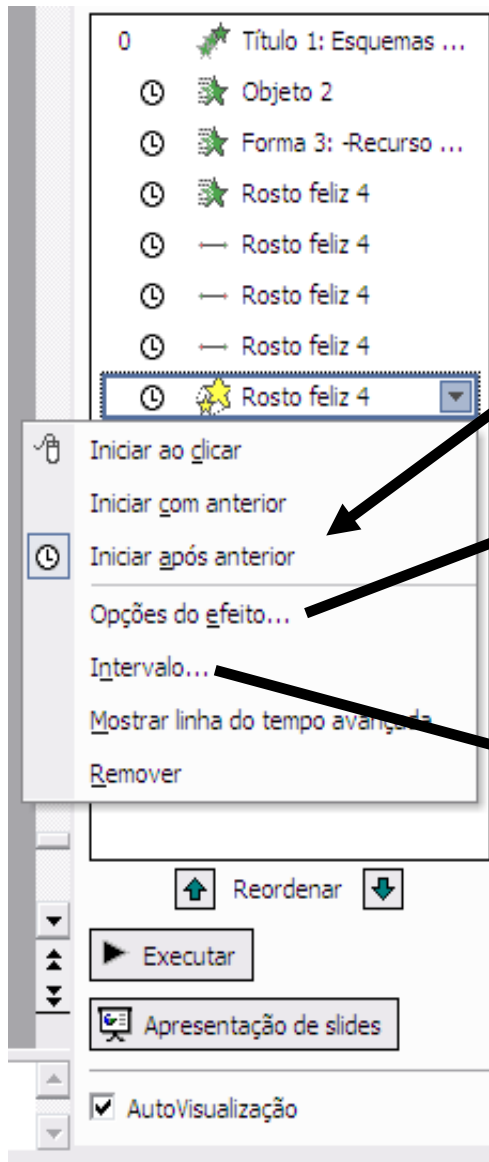 0 Título 1: Esquemas ...
Objeto 2
Forma 3: -Recurso ...
Rosto feliz 4
Rosto feliz 4
Rosto feliz 4
Rosto feliz 4
Rosto feliz 4
Iniciar ao clicar
Iniciar com anterior
Iniciar após anterior
Opções do efeito...
Intervalo...
Mostrar linha do tempo avançada
Remover
Reordenar
Executar
Apresentação de slides
AutoVisualização